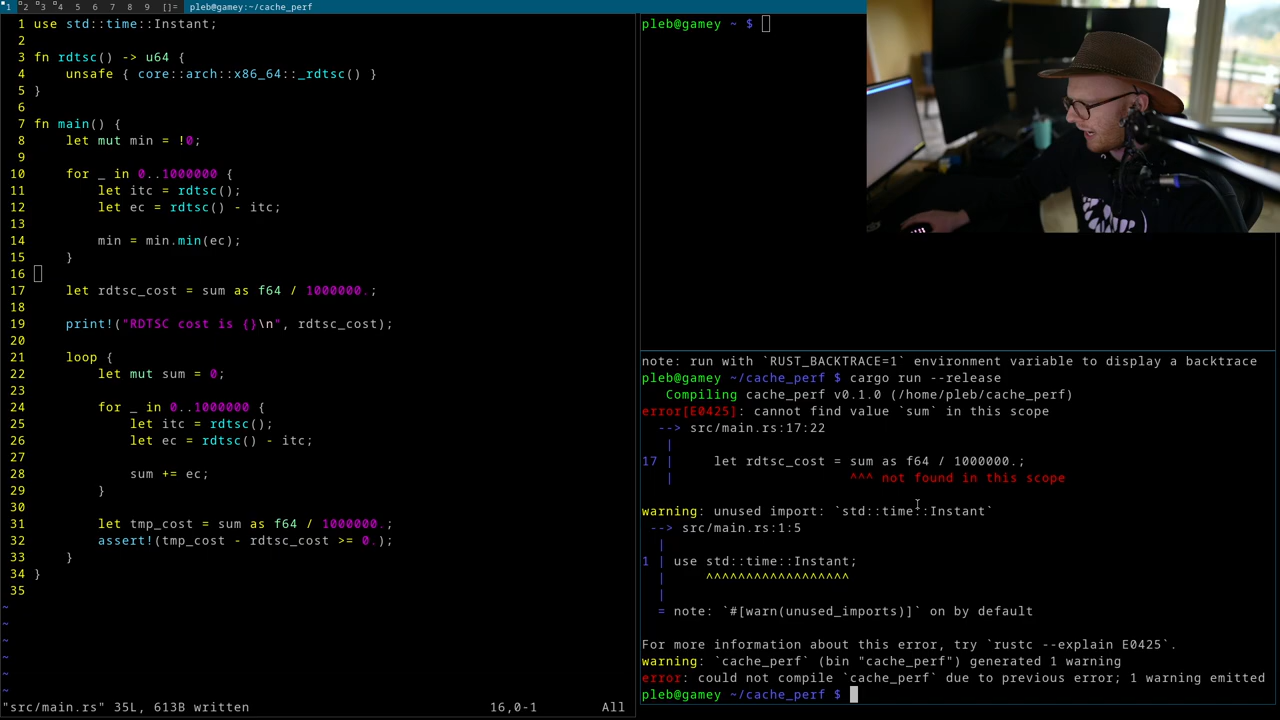 1 2 3 4 5 6 7 8 9 []= pleb@gamey:~/cache_perf
1 use std::time::Instant;
2
3 fn rdtsc() -> u64 {
4     unsafe { core::arch::x86_64::_rdtsc() }
5 }
6
7 fn main() {
8     let mut min = !0;
9
10     for _ in 0..1000000 {
11         let itc = rdtsc();
12         let ec = rdtsc() - itc;
13
14         min = min.min(ec);
15     }
16
17     let rdtsc_cost = sum as f64 / 1000000.;
18
19     print!("RDTSC cost is {}\n", rdtsc_cost);
20
21     loop {
22         let mut sum = 0;
23
24         for _ in 0..1000000 {
25             let itc = rdtsc();
26             let ec = rdtsc() - itc;
27
28             sum += ec;
29         }
30
31         let tmp_cost = sum as f64 / 1000000.;
32         assert!(tmp_cost - rdtsc_cost >= 0.);
33     }
34 }
35
~
~
~
~
~
~
"src/main.rs" 35L, 613B written 16,0-1 All
pleb@gamey ~ $
note: run with `RUST_BACKTRACE=1` environment variable to display a backtrace
pleb@gamey ~/cache_perf $ cargo run --release
   Compiling cache_perf v0.1.0 (/home/pleb/cache_perf)
error[E0425]: cannot find value `sum` in this scope
  --> src/main.rs:17:22
   |
17 |     let rdtsc_cost = sum as f64 / 1000000.;
   |                      ^^^ not found in this scope

warning: unused import: `std::time::Instant`
 --> src/main.rs:1:5
  |
1 | use std::time::Instant;
  |     ^^^^^^^^^^^^^^^^^^
  |
  = note: `#[warn(unused_imports)]` on by default

For more information about this error, try `rustc --explain E0425`.
warning: `cache_perf` (bin "cache_perf") generated 1 warning
error: could not compile `cache_perf` due to previous error; 1 warning emitted
pleb@gamey ~/cache_perf $